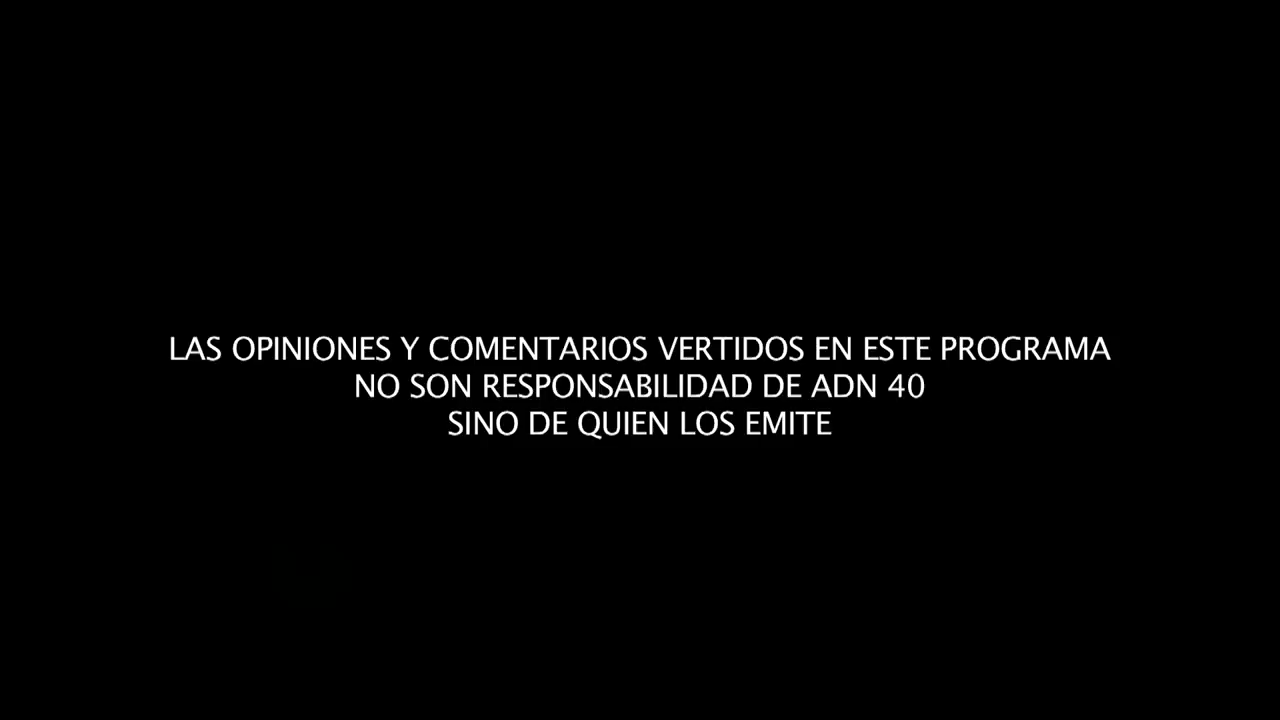 LAS OPINIONES Y COMENTARIOS VERTIDOS EN ESTE PROGRAMA
NO SON RESPONSABILIDAD DE ADN 40
SINO DE QUIEN LOS EMITE